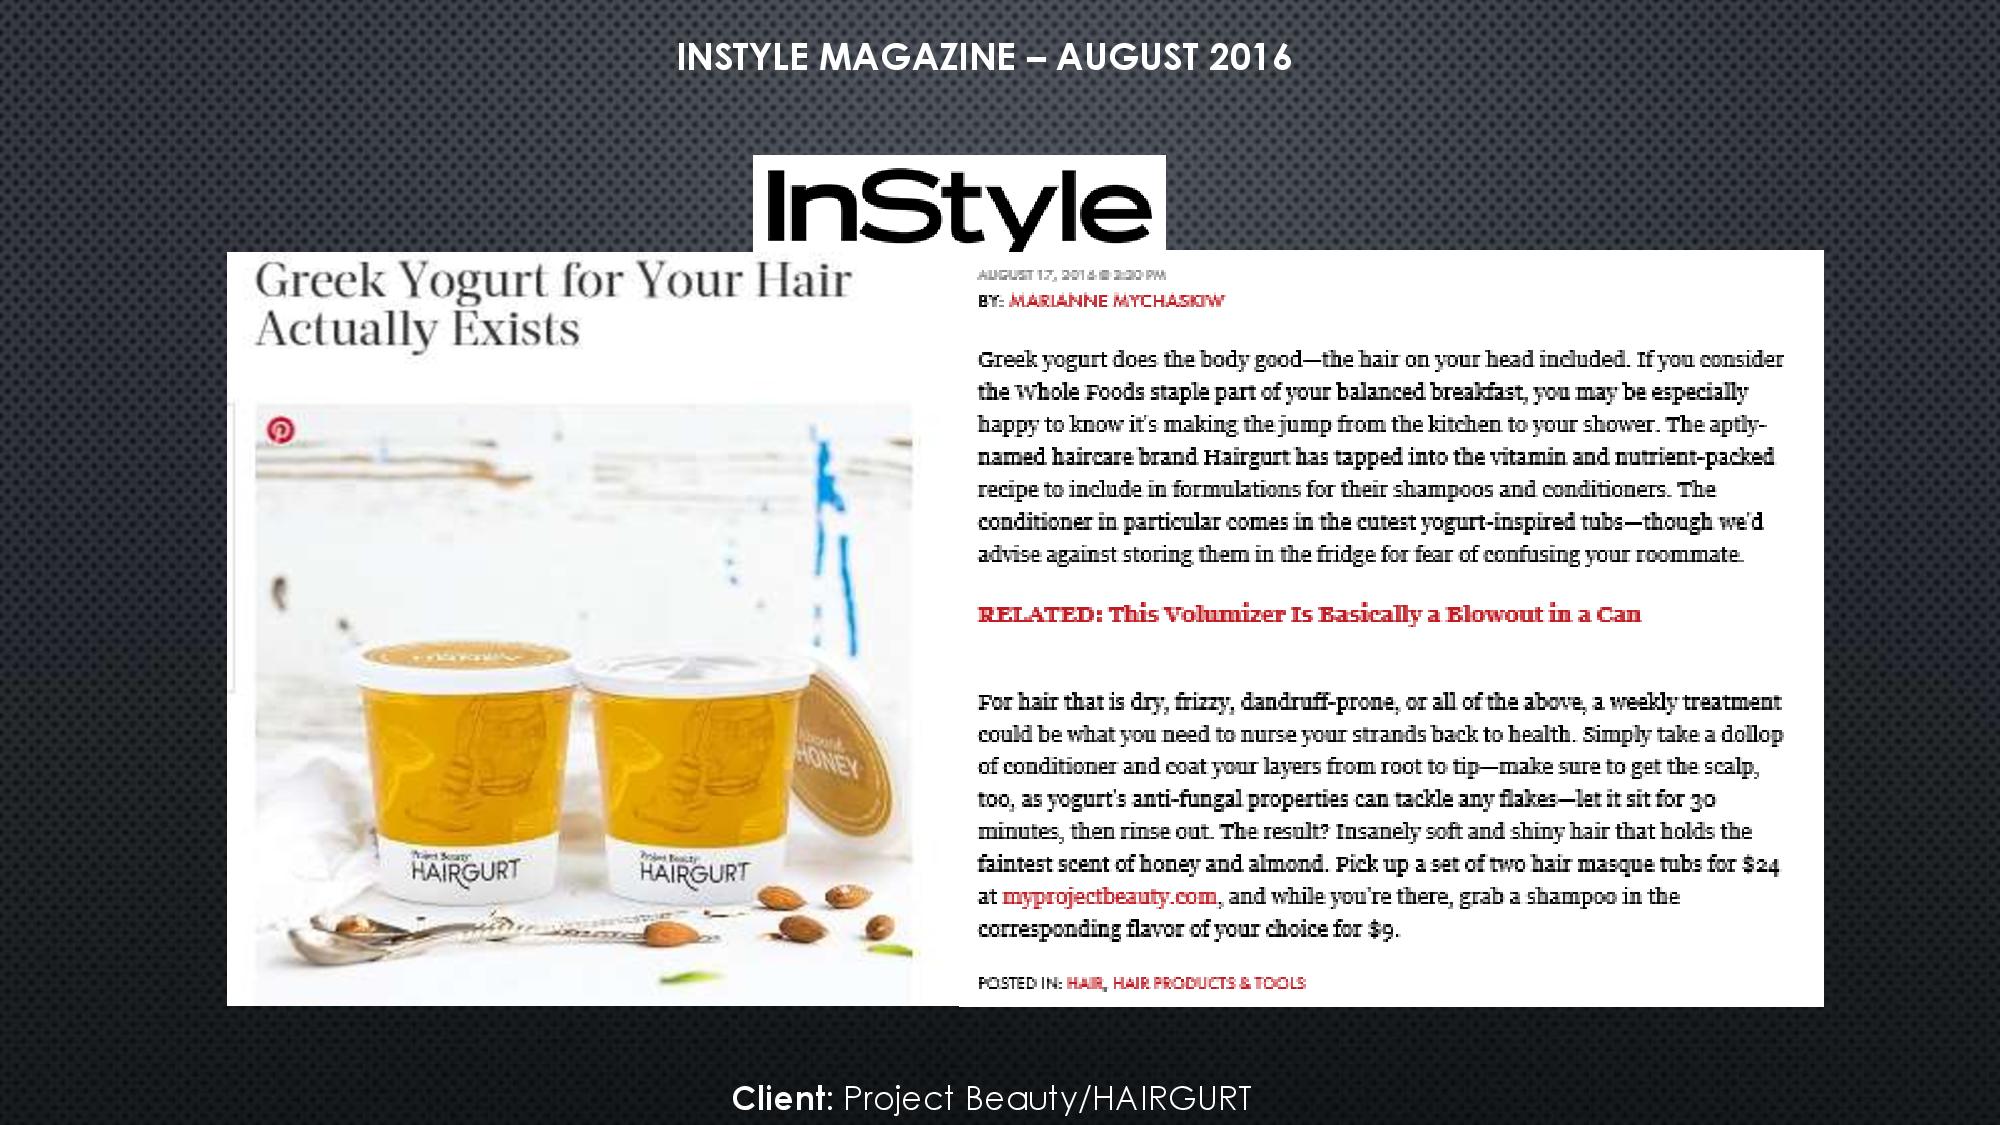 INSTYLE MAGAZINE – AUGUST 2016
InStyle
Greek Yogurt for Your Hair
Actually Exists
HONEY
HONEY
Project Beauty
HAIRGURT
Project Beauty
HAIRGURT
AUGUST 17, 2016 @ 3:30 PM
BY: MARIANNE MYCHASKIW
Greek yogurt does the body good—the hair on your head included. If you consider
the Whole Foods staple part of your balanced breakfast, you may be especially
happy to know it's making the jump from the kitchen to your shower. The aptly-
named haircare brand Hairgurt has tapped into the vitamin and nutrient-packed
recipe to include in formulations for their shampoos and conditioners. The
conditioner in particular comes in the cutest yogurt-inspired tubs—though we'd
advise against storing them in the fridge for fear of confusing your roommate.
RELATED: This Volumizer Is Basically a Blowout in a Can
For hair that is dry, frizzy, dandruff-prone, or all of the above, a weekly treatment
could be what you need to nurse your strands back to health. Simply take a dollop
of conditioner and coat your layers from root to tip—make sure to get the scalp,
too, as yogurt's anti-fungal properties can tackle any flakes—let it sit for 30
minutes, then rinse out. The result? Insanely soft and shiny hair that holds the
faintest scent of honey and almond. Pick up a set of two hair masque tubs for $24
at myprojectbeauty.com, and while you're there, grab a shampoo in the
corresponding flavor of your choice for $9.
POSTED IN: HAIR, HAIR PRODUCTS & TOOLS
Client: Project Beauty/HAIRGURT